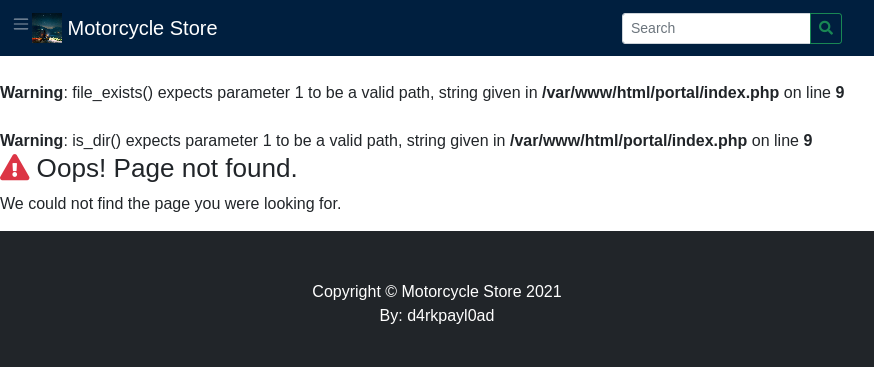 Motorcycle Store
Search
Warning: file_exists() expects parameter 1 to be a valid path, string given in /var/www/html/portal/index.php on line 9
Warning: is_dir() expects parameter 1 to be a valid path, string given in /var/www/html/portal/index.php on line 9
Oops! Page not found.
We could not find the page you were looking for.
Copyright © Motorcycle Store 2021
By: d4rkpayl0ad